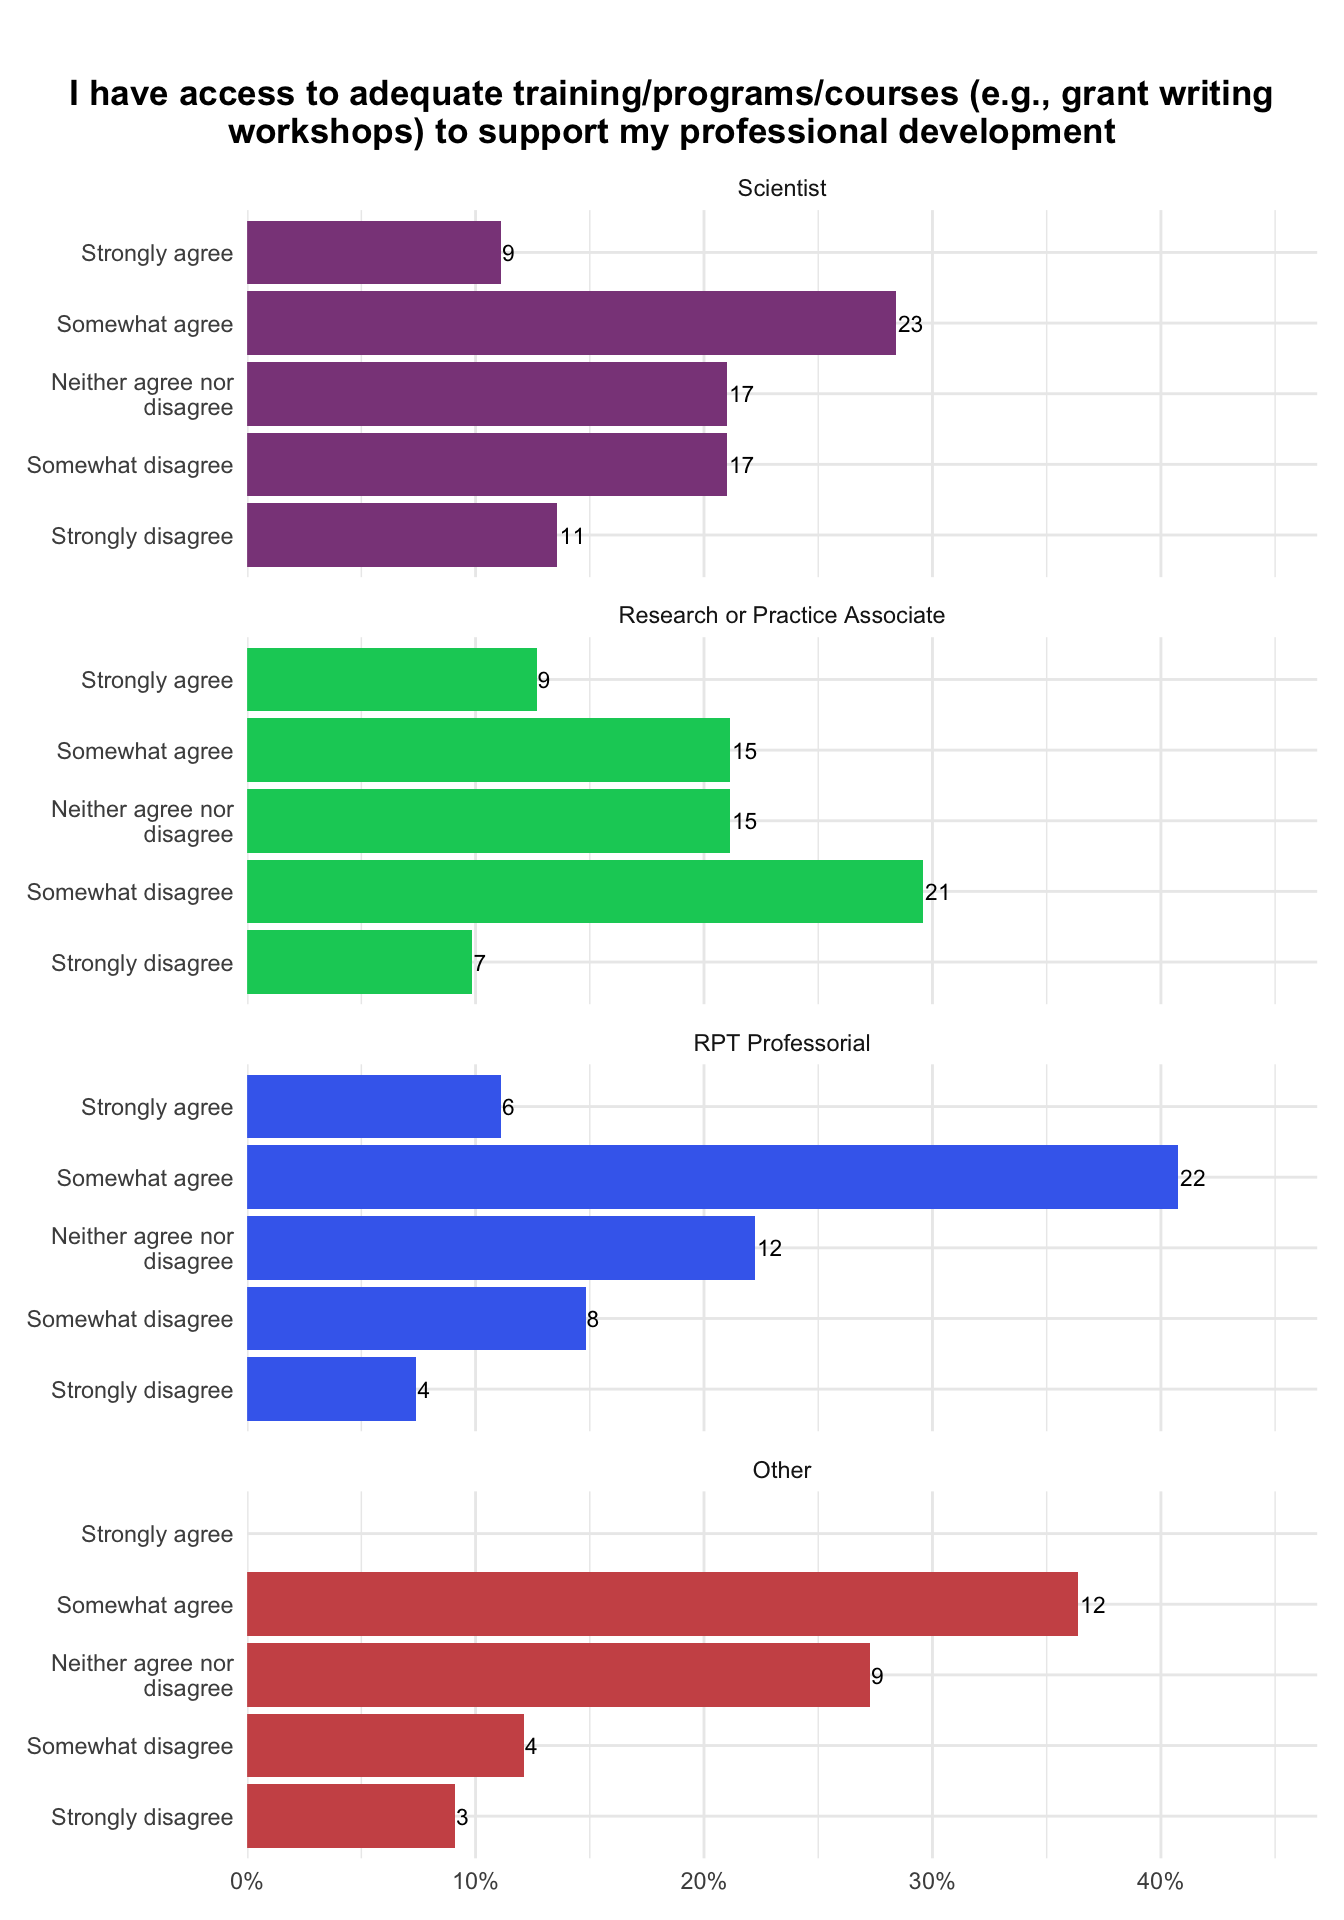 I have access to adequate training/programs/courses (e.g., grant writing
workshops) to support my professional development
Scientist
Strongly agree
9
Somewhat agree
23
Neither agree nor
disagree
17
Somewhat disagree
17
Strongly disagree
11
Research or Practice Associate
Strongly agree
9
Somewhat agree
15
Neither agree nor
disagree
15
Somewhat disagree
21
Strongly disagree
7
RPT Professorial
Strongly agree
6
Somewhat agree
22
Neither agree nor
disagree
12
Somewhat disagree
8
Strongly disagree
4
Other
Strongly agree
Somewhat agree
12
Neither agree nor
disagree
9
Somewhat disagree
4
Strongly disagree
3
0% 10% 20% 30% 40%